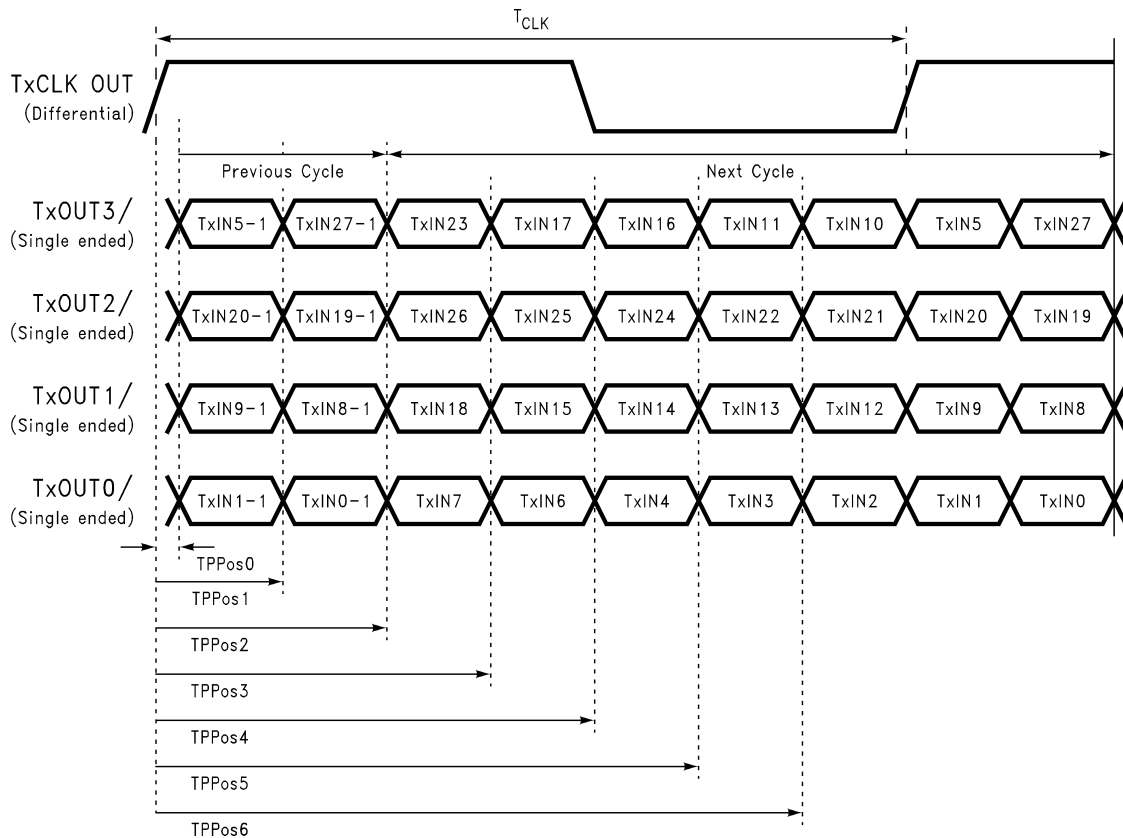 TCLK
TxCLK OUT
(Differential)
Previous Cycle
Next Cycle
TxOUT3/
(Single ended)
TxIN5-1 TxIN27-1 TxIN23 TxIN17 TxIN16 TxIN11 TxIN10 TxIN5 TxIN27
TxOUT2/
(Single ended)
TxIN20-1 TxIN19-1 TxIN26 TxIN25 TxIN24 TxIN22 TxIN21 TxIN20 TxIN19
TxOUT1/
(Single ended)
TxIN9-1 TxIN8-1 TxIN18 TxIN15 TxIN14 TxIN13 TxIN12 TxIN9 TxIN8
TxOUT0/
(Single ended)
TxIN1-1 TxIN0-1 TxIN7 TxIN6 TxIN4 TxIN3 TxIN2 TxIN1 TxIN0
TPPos0
TPPos1
TPPos2
TPPos3
TPPos4
TPPos5
TPPos6